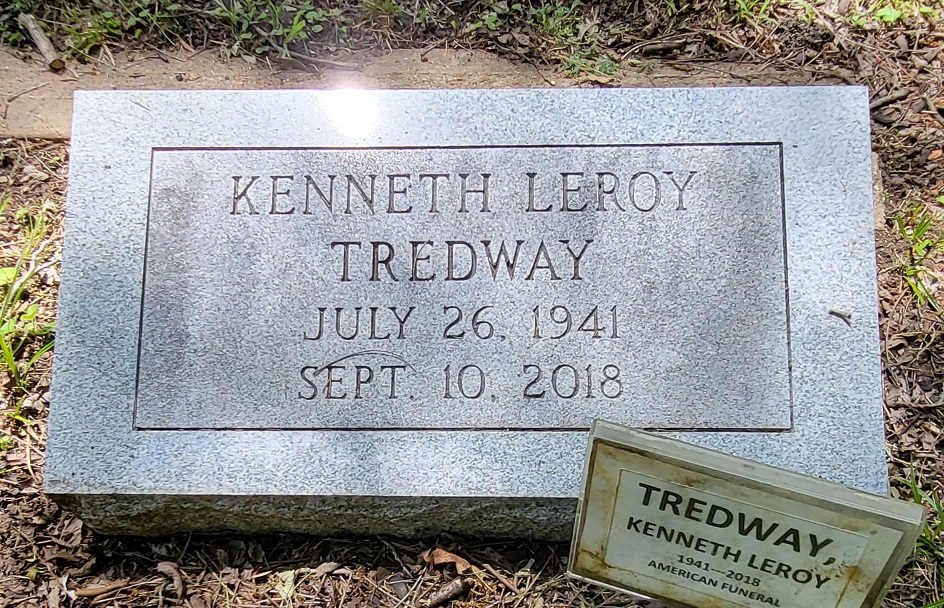 KENNETH LEROY
TREDWAY
JULY 26, 1941
SEPT. 10, 2018
TREDWAY,
KENNETH LEROY
1941—2018
AMERICAN FUNERAL